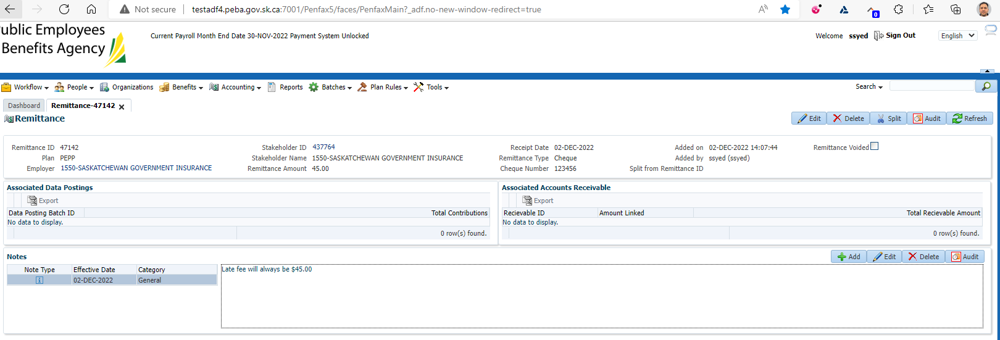 Not secure testadf4.peba.gov.sk.ca:7001/Penfax5/faces/PenfaxMain?_adf.no-new-window-redirect=true
0
ublic Employees
Benefits Agency
Current Payroll Month End Date 30-NOV-2022 Payment System Unlocked
Welcome ssyed Sign Out English
Workflow People Organizations Benefits Accounting Reports Batches Plan Rules Tools Search
Dashboard Remittance-47142
Remittance
Edit Delete Split Audit Refresh
Remittance ID 47142 Stakeholder ID 437764 Receipt Date 02-DEC-2022 Added on 02-DEC-2022 14:07:44 Remittance Voided
Plan PEPP Stakeholder Name 1550-SASKATCHEWAN GOVERNMENT INSURANCE Remittance Type Cheque Added by ssyed (ssyed)
Employer 1550-SASKATCHEWAN GOVERNMENT INSURANCE Remittance Amount 45.00 Cheque Number 123456 Split from Remittance ID
Associated Data Postings
Export
Data Posting Batch ID Total Contributions
No data to display.
0 row(s) found.
Associated Accounts Receivable
Export
Recievable ID Amount Linked Total Recievable Amount
No data to display.
0 row(s) found.
Notes
Add Edit Delete Audit
Note Type Effective Date Category
02-DEC-2022 General
Late fee will always be $45.00